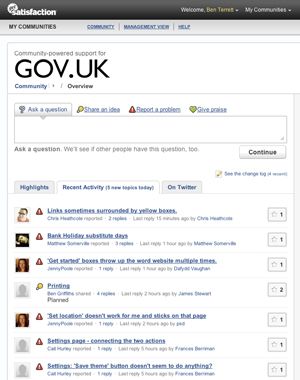 get satisfaction
Welcome, Ben Terrett
My Communities
MY COMMUNITIES
COMMUNITY
MANAGEMENT VIEW
HELP
Community-powered support for
GOV.UK
Community / Overview
Ask a question
Share an idea
Report a problem
Give praise
Ask a question. We'll see if other people have this question, too.
Continue
See the change log (4 recent)
Highlights
Recent Activity (5 new topics today)
On Twitter
Links sometimes surrounded by yellow boxes.
Chris Heathcote reported • 2 replies • Last reply 15 minutes ago by Chris Heathcote
1
Bank Holiday substitute days
Matthew Somerville reported • 3 replies • Last reply 1 hour ago by Matthew Somerville
1
'Get started' boxes throw up the word website multiple times.
JennyPoole reported • 1 reply • Last reply 1 hour ago by Dafydd Vaughan
1
Printing
Ben Griffiths shared • 4 replies • Last reply 2 hours ago by James Stewart
Planned
2
'Set location' doesn't work for me and sticks on that page
JennyPoole reported • 1 reply • Last reply 2 hours ago by psd
1
Settings page - connecting the two actions
Cait Hurley reported • 1 reply • Last reply 5 hours ago by Frances Berriman
1
Settings: 'Save theme' button doesn't seem to do anything?
Cait Hurley reported • 1 reply • Last reply 5 hours ago by Frances Berriman
1